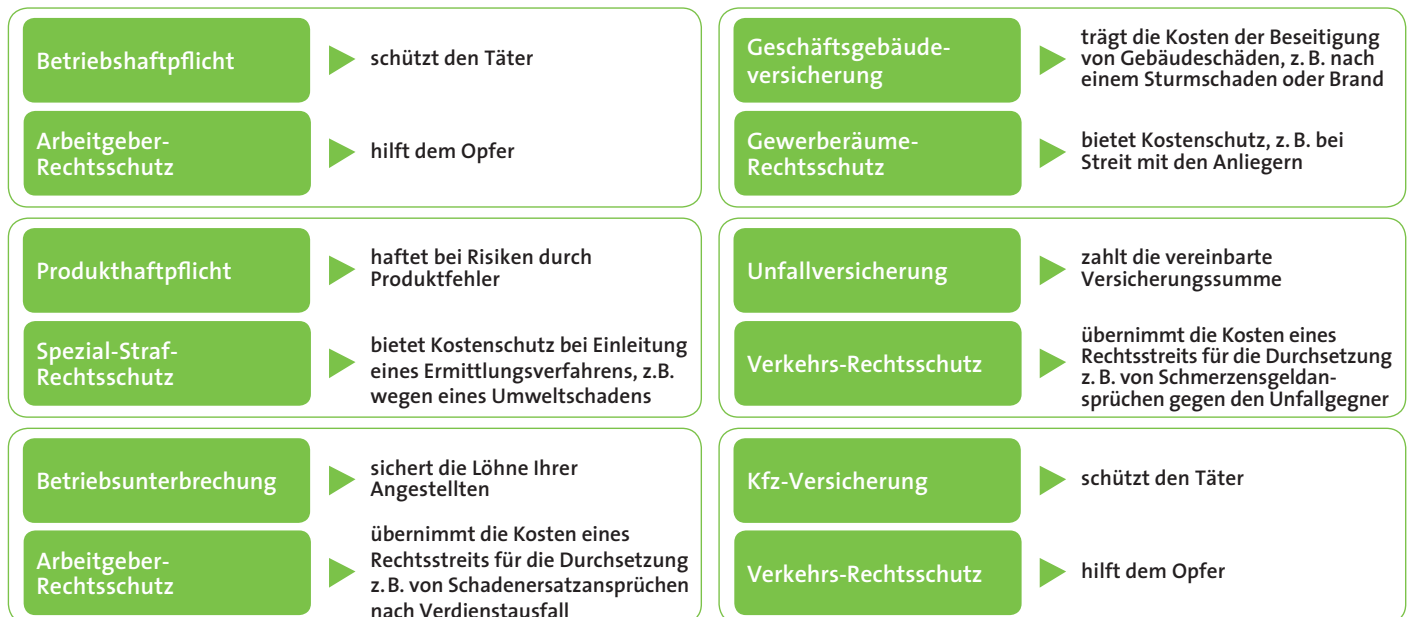 Betriebshaftpflicht
schützt den Täter
Arbeitgeber-
Rechtsschutz
hilft dem Opfer
Geschäftsgebäude-
versicherung
trägt die Kosten der Beseitigung
von Gebäudeschäden, z. B. nach
einem Sturmschaden oder Brand
Gewerberäume-
Rechtsschutz
bietet Kostenschutz, z. B. bei
Streit mit den Anliegern
Produkthaftpflicht
haftet bei Risiken durch
Produktfehler
Spezial-Straf-
Rechtsschutz
bietet Kostenschutz bei Einleitung
eines Ermittlungsverfahrens, z.B.
wegen eines Umweltschadens
Unfallversicherung
zahlt die vereinbarte
Versicherungssumme
Verkehrs-Rechtsschutz
übernimmt die Kosten eines
Rechtsstreits für die Durchsetzung
z. B. von Schmerzensgeldan-
sprüchen gegen den Unfallgegner
Betriebsunterbrechung
sichert die Löhne Ihrer
Angestellten
Arbeitgeber-
Rechtsschutz
übernimmt die Kosten eines
Rechtsstreits für die Durchsetzung
z. B. von Schadenersatzansprüchen
nach Verdienstausfall
Kfz-Versicherung
schützt den Täter
Verkehrs-Rechtsschutz
hilft dem Opfer